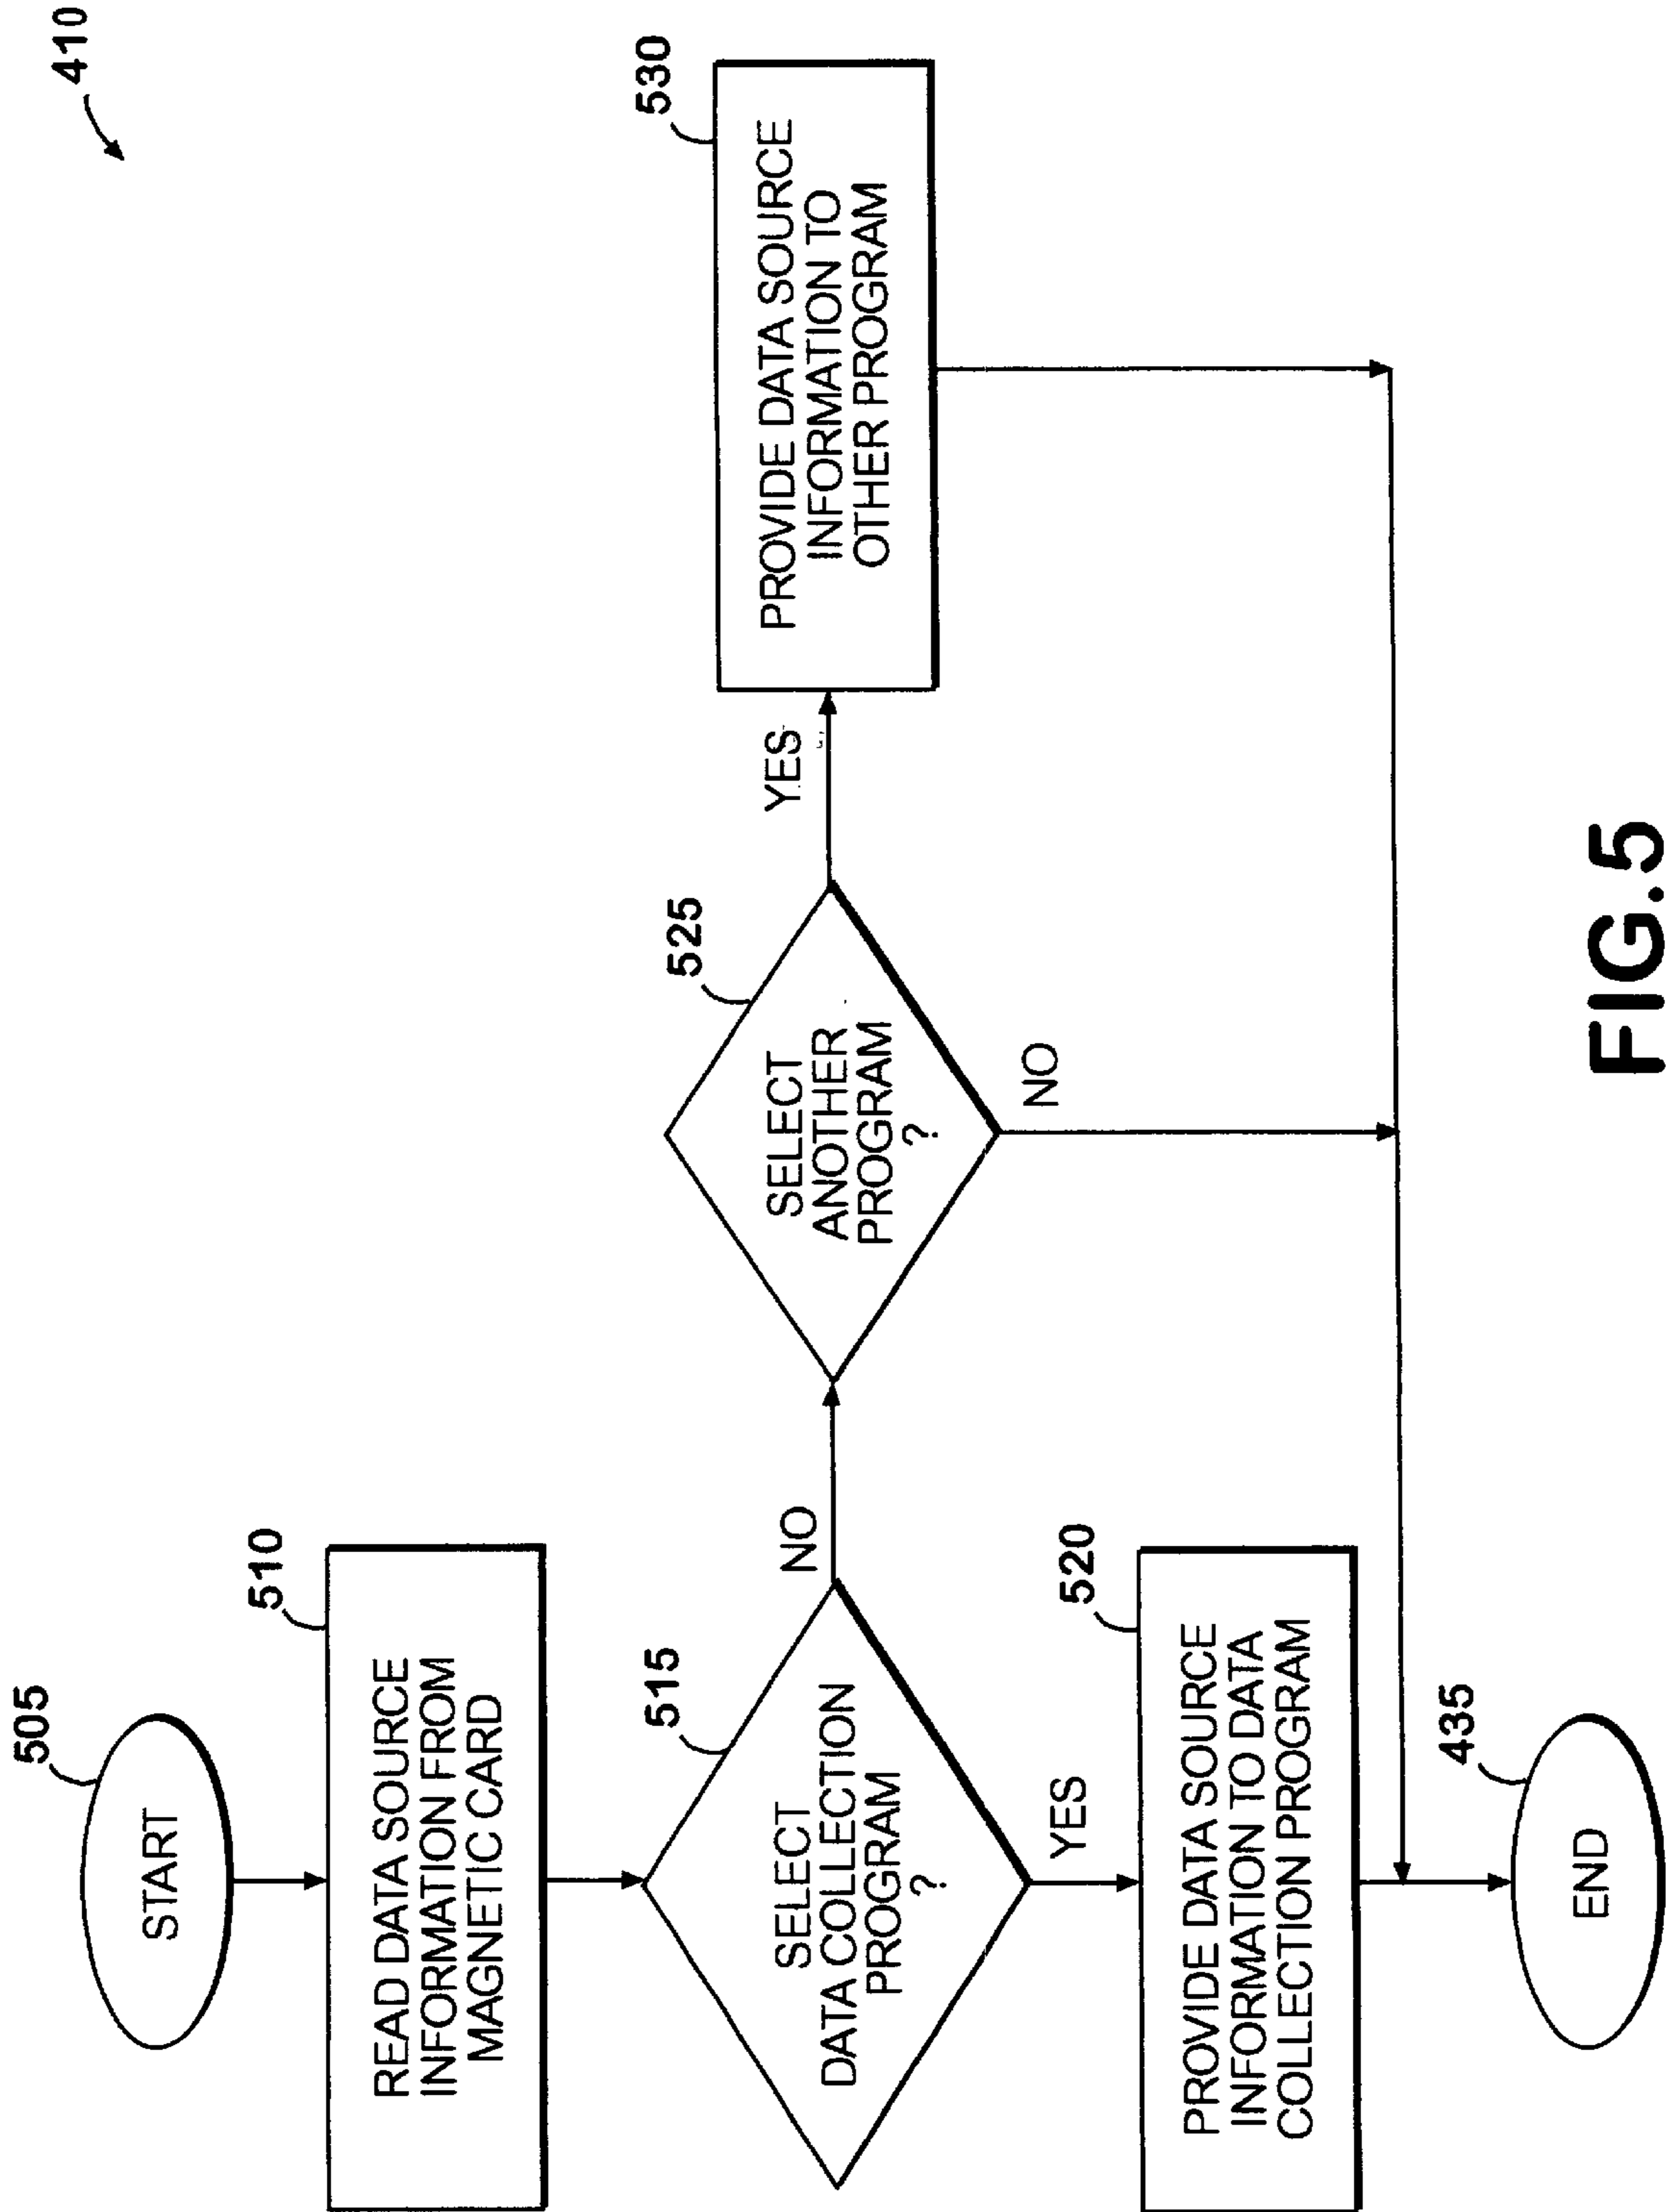 410
505
START
510
READ DATA SOURCE
INFORMATION FROM
MAGNETIC CARD
515
SELECT
DATA COLLECTION
PROGRAM
?
NO
525
SELECT
ANOTHER
PROGRAM
?
YES
530
PROVIDE DATA SOURCE
INFORMATION TO
OTHER PROGRAM
YES
NO
520
PROVIDE DATA SOURCE
INFORMATION TO DATA
COLLECTION PROGRAM
435
END
FIG.5